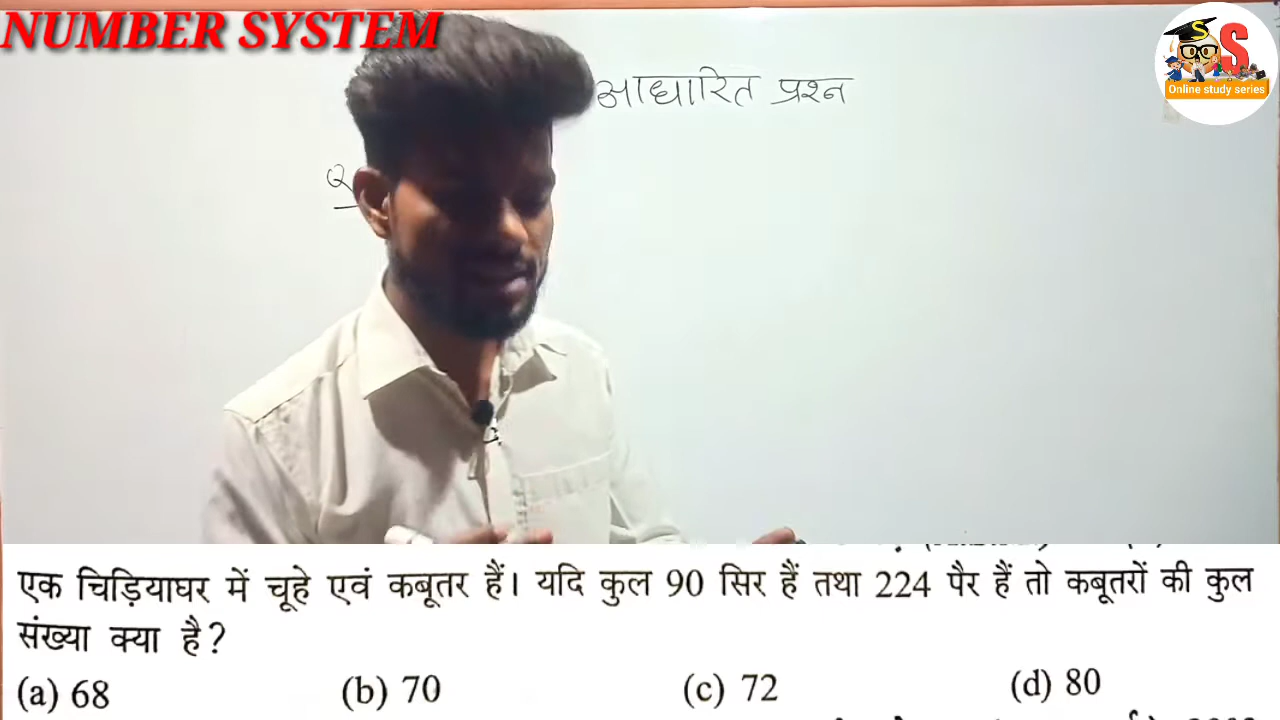 NUMBER SYSTEM
S
S
Online study series
आधारित प्रश्न
Q
एक चिड़ियाघर में चूहे एवं कबूतर हैं। यदि कुल 90 सिर हैं तथा 224 पैर हैं तो कबूतरों की कुल
संख्या क्या है?
(a) 68 (b) 70 (c) 72 (d) 80